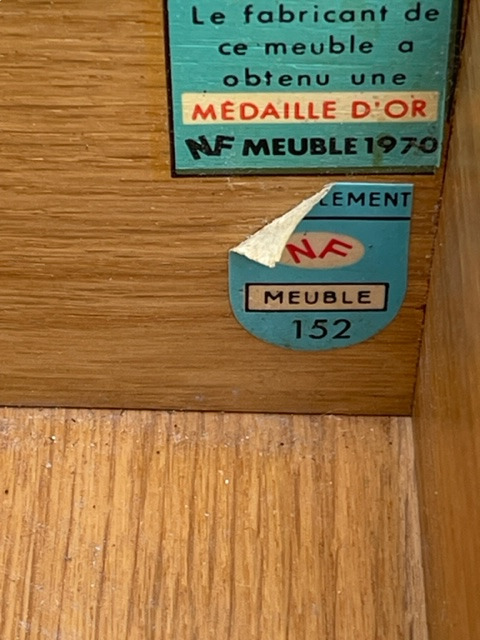 Le fabricant de
ce meuble a
obtenu une
MÉDAILLE D'OR
NF MEUBLE 1970
LEMENT
NF
MEUBLE
152